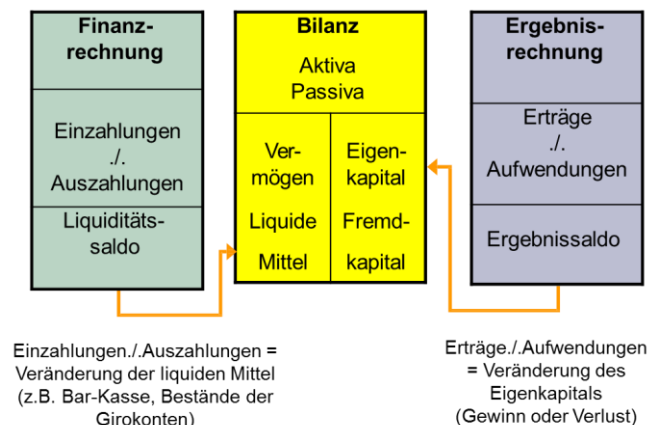 Finanz-
rechnung
Einzahlungen
./.
Auszahlungen
Liquiditäts-
saldo
Bilanz
Aktiva
Passiva
Ver-
mögen
Liquide
Mittel
Eigen-
kapital
Fremd-
kapital
Ergebnis-
rechnung
Erträge
./.
Aufwendungen
Ergebnissaldo
Einzahlungen./.Auszahlungen =
Veränderung der liquiden Mittel
(z.B. Bar-Kasse, Bestände der
Girokonten)
Erträge./.Aufwendungen
= Veränderung des
Eigenkapitals
(Gewinn oder Verlust)